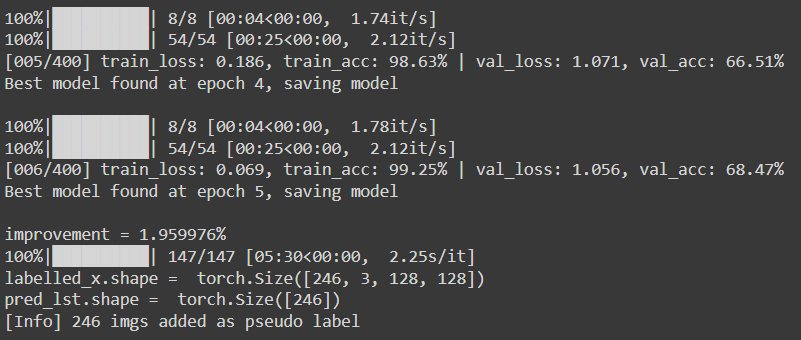 100%|██████████| 8/8 [00:04<00:00,  1.74it/s]
100%|██████████| 54/54 [00:25<00:00,  2.12it/s]
[005/400] train_loss: 0.186, train_acc: 98.63% | val_loss: 1.071, val_acc: 66.51%
Best model found at epoch 4, saving model
100%|██████████| 8/8 [00:04<00:00,  1.78it/s]
100%|██████████| 54/54 [00:25<00:00,  2.12it/s]
[006/400] train_loss: 0.069, train_acc: 99.25% | val_loss: 1.056, val_acc: 68.47%
Best model found at epoch 5, saving model
improvement = 1.959976%
100%|██████████| 147/147 [05:30<00:00,  2.25s/it]
labelled_x.shape =  torch.Size([246, 3, 128, 128])
pred_lst.shape =  torch.Size([246])
[Info] 246 imgs added as pseudo label